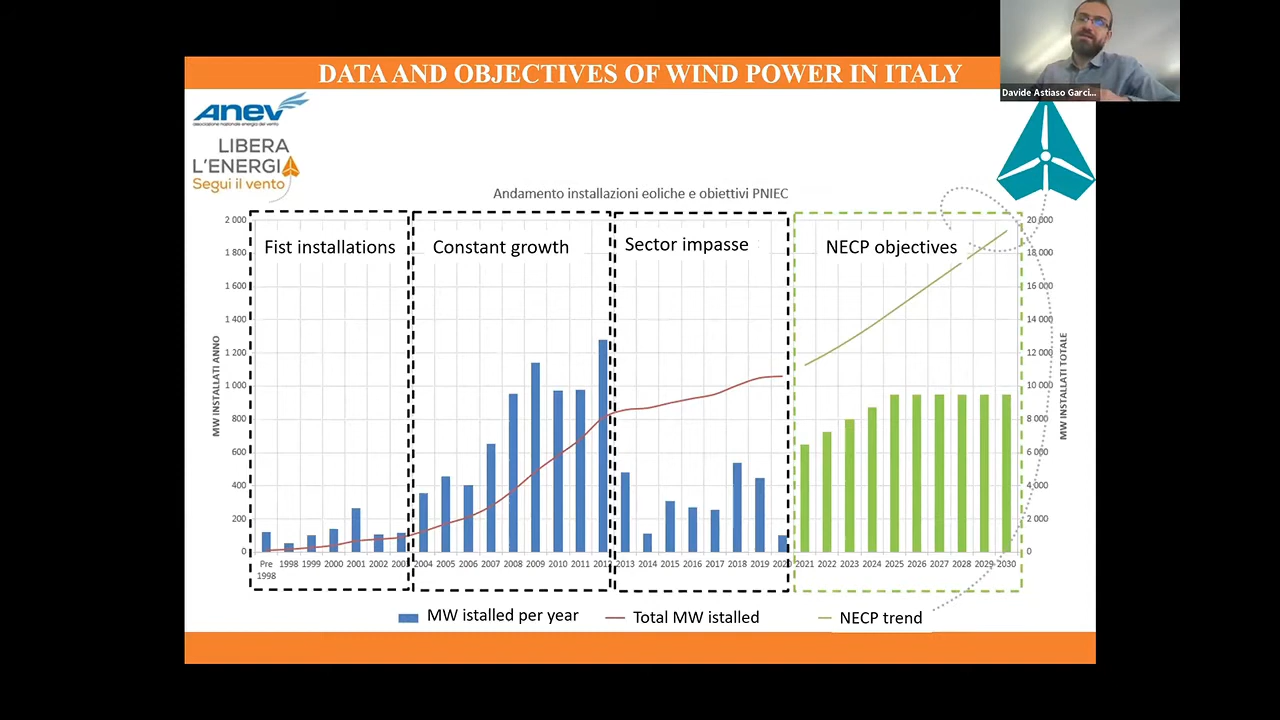 DATA AND OBJECTIVES OF WIND POWER IN ITALY
Davide Astiaso Garci...
ANEV
associazione nazionale energia del vento
LIBERA
L'ENERGI
Segui il vento
Andamento installazioni eoliche e obiettivi PNIEC
Fist installations
Constant growth
Sector impasse
NECP objectives
MW INSTALLATI ANNO
2 000
1 800
1 600
1 400
1 200
1 000
800
600
400
200
0
20 000
18 000
16 000
14 000
12 000
10 000
8 000
6 000
4 000
2 000
0
MW INSTALLATI TOTALE
Pre 1998 1999 2000 2001 2002 2003 2004 2005 2006 2007 2008 2009 2010 2011 2012 2013 2014 2015 2016 2017 2018 2019 2020 2021 2022 2023 2024 2025 2026 2027 2028 2029 2030
1998
MW istalled per year
Total MW istalled
NECP trend